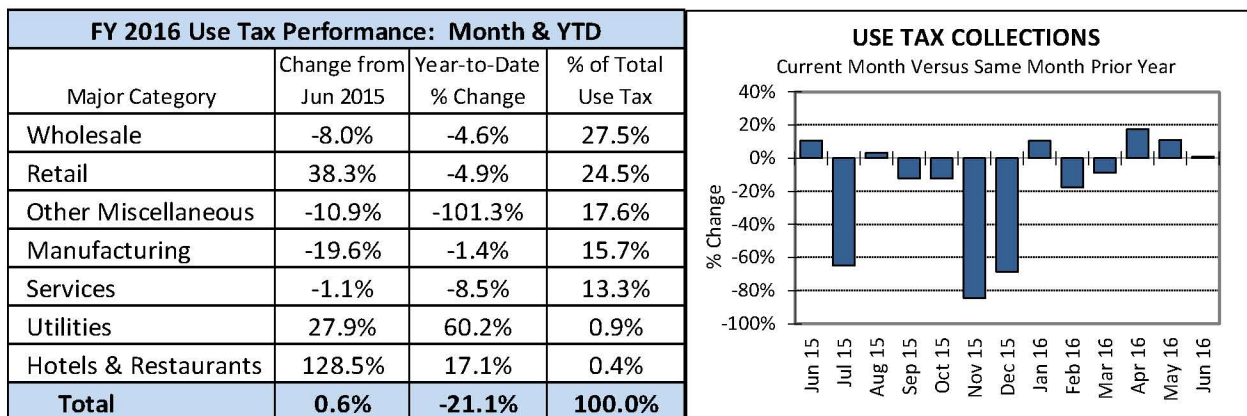 FY 2016 Use Tax Performance: Month & YTD
Major Category Change from Jun 2015 Year-to-Date % Change % of Total Use Tax
Wholesale -8.0% -4.6% 27.5%
Retail 38.3% -4.9% 24.5%
Other Miscellaneous -10.9% -101.3% 17.6%
Manufacturing -19.6% -1.4% 15.7%
Services -1.1% -8.5% 13.3%
Utilities 27.9% 60.2% 0.9%
Hotels & Restaurants 128.5% 17.1% 0.4%
Total 0.6% -21.1% 100.0%
USE TAX COLLECTIONS
Current Month Versus Same Month Prior Year
% Change
40%
20%
0%
-20%
-40%
-60%
-80%
-100%
Jun 15
Jul 15
Aug 15
Sep 15
Oct 15
Nov 15
Dec 15
Jan 16
Feb 16
Mar 16
Apr 16
May 16
Jun 16